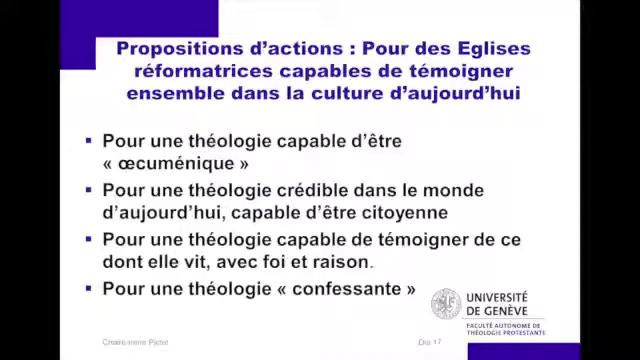 Propositions d'actions : Pour des Eglises
réformatrices capables de témoigner
ensemble dans la culture d'aujourd'hui
Pour une théologie capable d'être
« œcuménique »
Pour une théologie crédible dans le monde
d'aujourd'hui, capable d'être citoyenne
Pour une théologie capable de témoigner de ce
dont elle vit, avec foi et raison.
Pour une théologie « confessante »
UNIVERSITÉ
DE GENÈVE
FACULTÉ AUTONOME DE
THÉOLOGIE PROTESTANTE
Dia 17